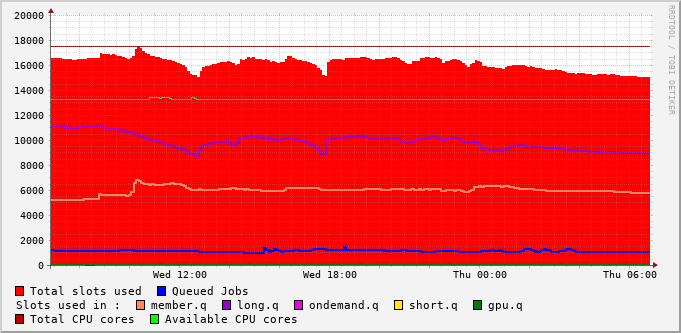 20000
18000
16000
14000
12000
10000
8000
6000
4000
2000
0
Wed 12:00 Wed 18:00 Thu 00:00 Thu 06:00
RRDTOOL / TOBI OETIKER
Total slots used Queued Jobs
Slots used in : member.q long.q ondemand.q short.q gpu.q
Total CPU cores Available CPU cores